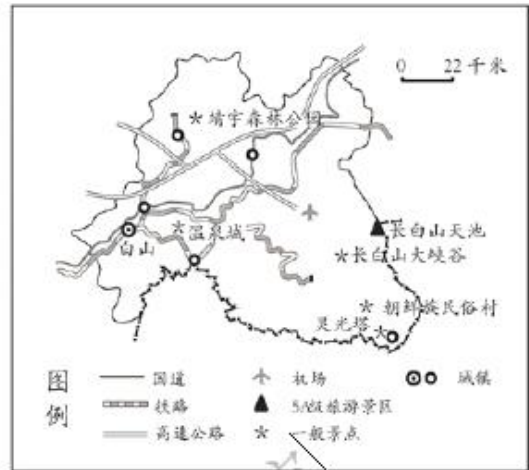 0 22千米
靖宇森林公园
温泉城
白山
长白山天池
长白山大峡谷
朝鲜族民俗村
灵光塔
图例
国道
机场
城镇
铁路
5A级旅游景区
高速公路
一般景点